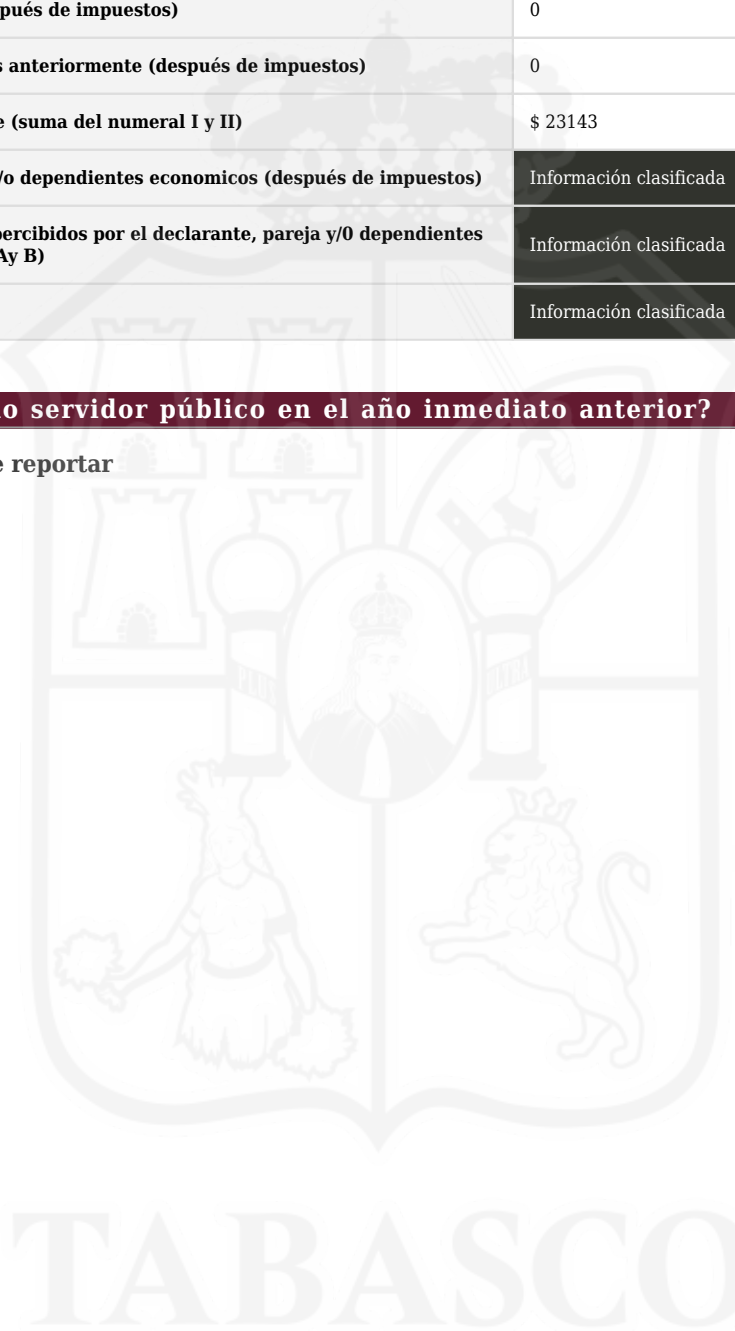 pués de impuestos) 0
s anteriormente (después de impuestos) 0
e (suma del numeral I y II) $ 23143
/o dependientes economicos (después de impuestos) Información clasificada
percibidos por el declarante, pareja y/0 dependientes
Ay B) Información clasificada
Información clasificada
o servidor público en el año inmediato anterior?
e reportar
PLUS ULTRA
TABASCO